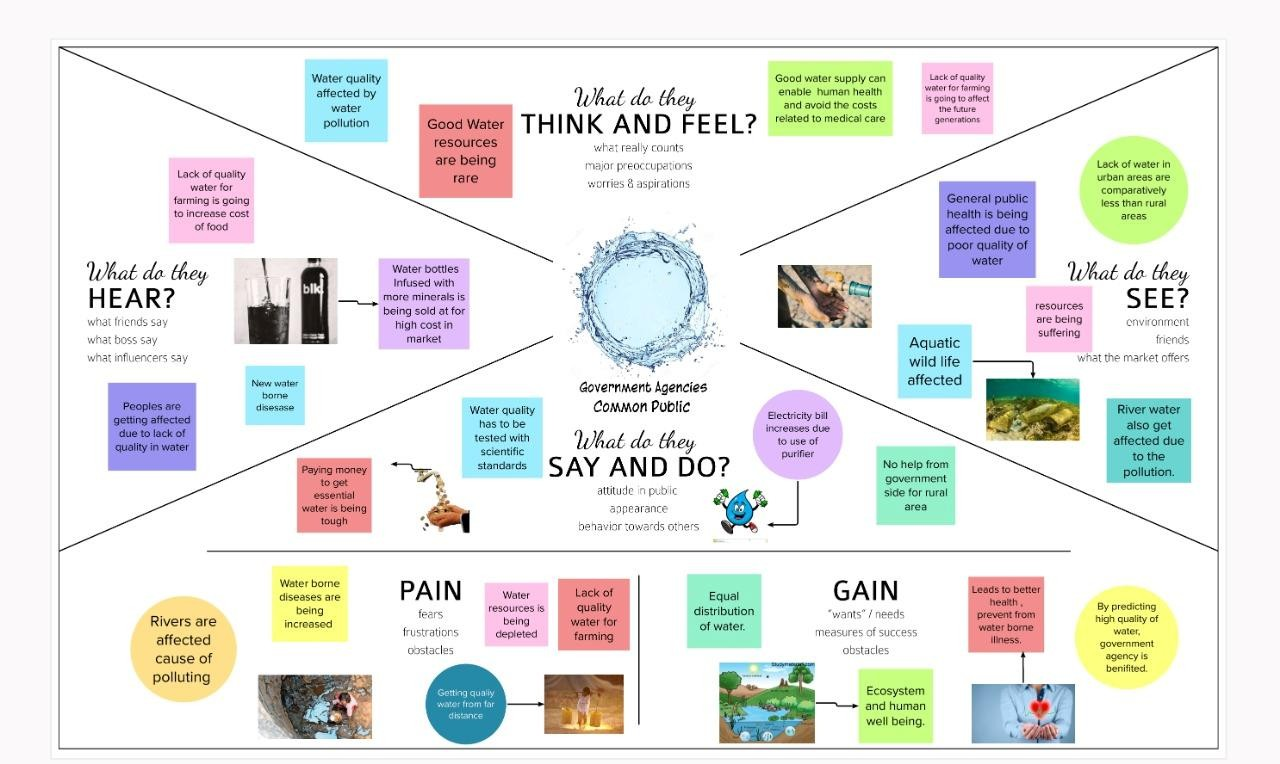 Water quality
affected by
water
pollution
Good Water
resources
are being
rare
What do they
THINK AND FEEL?
what really counts
major preoccupations
worries & aspirations
Good water supply can
enable human health
and avoid the costs
related to medical care
Lack of quality
water for farming
is going to affect
the future
generations
Lack of quality
water for
farming is going
to increase cost
of food
What do they
HEAR?
what friends say
what boss say
what influencers say
blk.
Water bottles
Infused with
more minerals is
being sold at for
high cost in
market
Peoples are
getting affected
due to lack of
quality in water
New water
borne
disesase
Government Agencies
Common Public
General public
health is being
affected due to
poor quality of
water
Lack of water in
urban areas are
comparatively
less than rural
areas
What do they
SEE?
environment
friends
what the market offers
resources
are being
suffering
Aquatic
wild life
affected
River water
also get
affected due
to the
pollution.
Water quality
has to be
tested with
scientific
standards
What do they
SAY AND DO?
attitude in public
appearance
behavior towards others
Paying money
to get
essential
water is being
tough
Electricity bill
increases due
to use of
purifier
No help from
government
side for rural
area
Rivers are
affected
cause of
polluting
Water borne
diseases are
being
increased
PAIN
fears
frustrations
obstacles
Water
resources is
being
depleted
Lack of
quality
water for
farming
Getting qualiy
water from far
distance
Equal
distribution
of water.
GAIN
"wants" / needs
measures of success
obstacles
Ecosystem
and human
well being.
Leads to better
health ,
prevent from
water borne
illness.
By predicting
high quality of
water,
government
agency is
benifited.